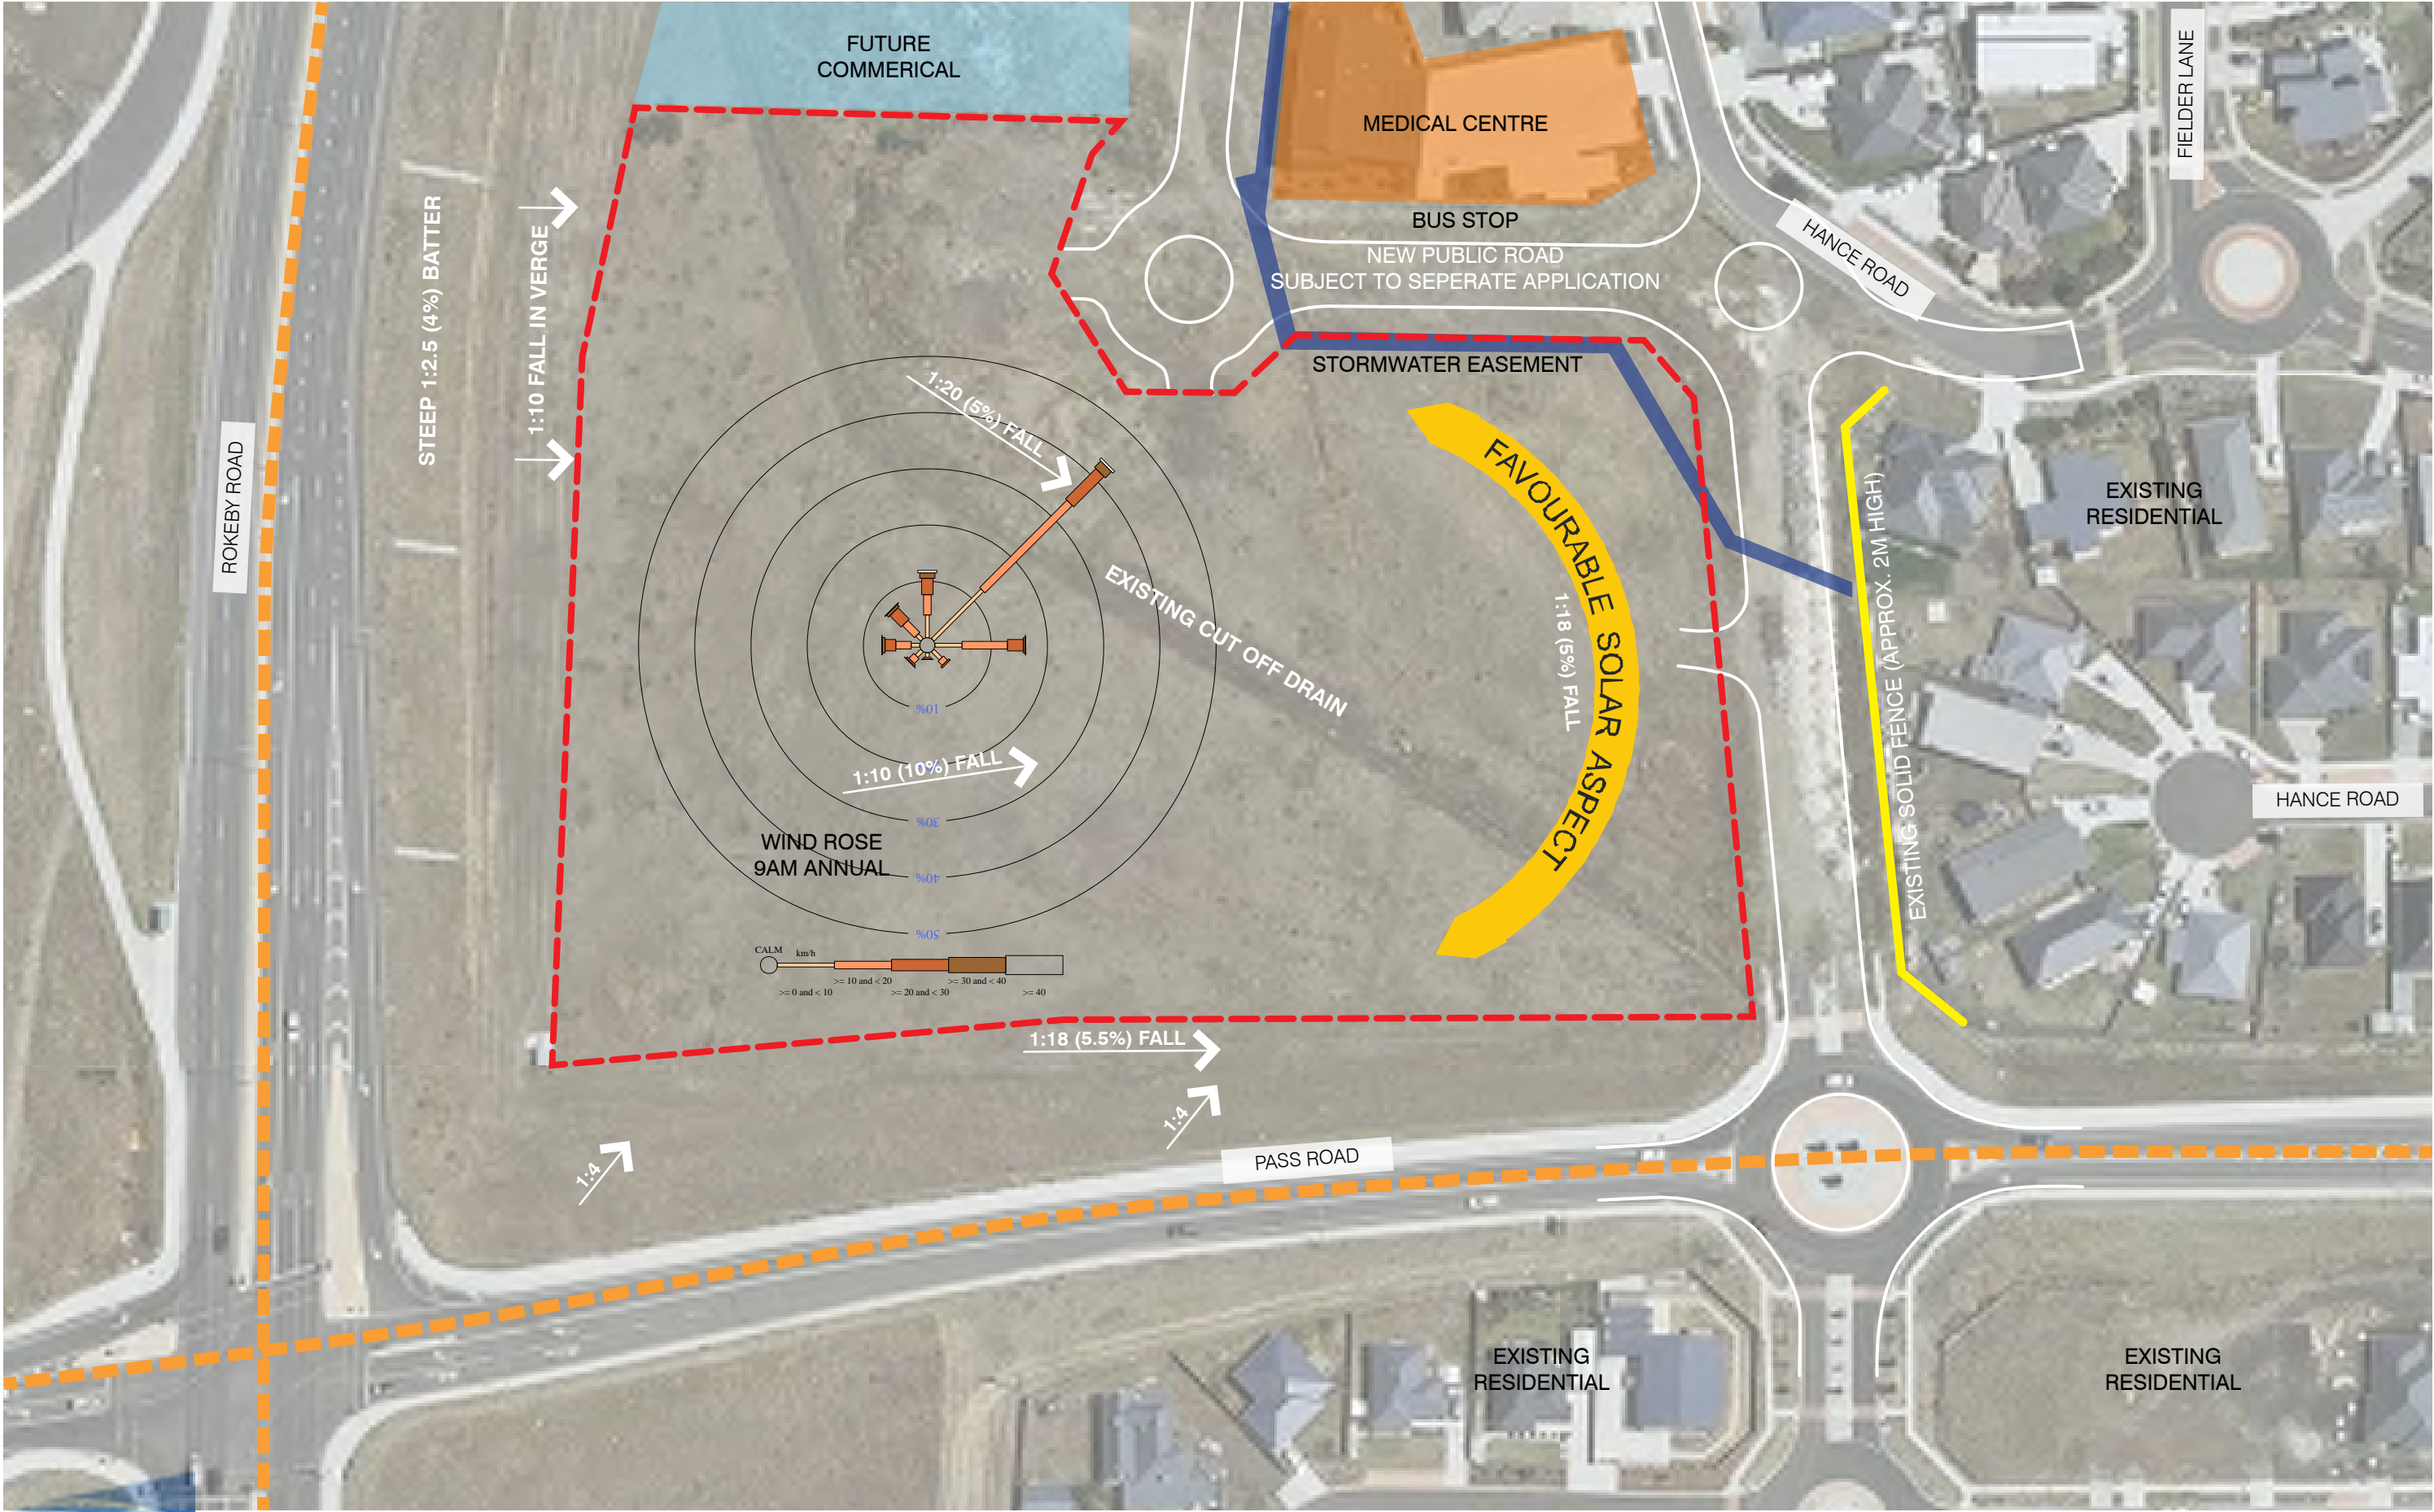 FUTURE
COMMERICAL
MEDICAL CENTRE
BUS STOP
NEW PUBLIC ROAD
SUBJECT TO SEPERATE APPLICATION
HANCE ROAD
FIELDER LANE
STORMWATER EASEMENT
STEEP 1:2.5 (4%) BATTER
1:10 FALL IN VERGE
ROKEBY ROAD
1:20 (5%) FALL
FAVOURABLE SOLAR ASPECT
1:18 (5%) FALL
EXISTING CUT OFF DRAIN
EXISTING SOLID FENCE (APPROX. 2M HIGH)
EXISTING
RESIDENTIAL
HANCE ROAD
10%
1:10 (10%) FALL
30%
40%
50%
WIND ROSE
9AM ANNUAL
CALM
km/h
>= 10 and < 20
>= 30 and < 40
>= 0 and < 10
>= 20 and < 30
>= 40
1:18 (5.5%) FALL
1:4
1:4
PASS ROAD
EXISTING
RESIDENTIAL
EXISTING
RESIDENTIAL